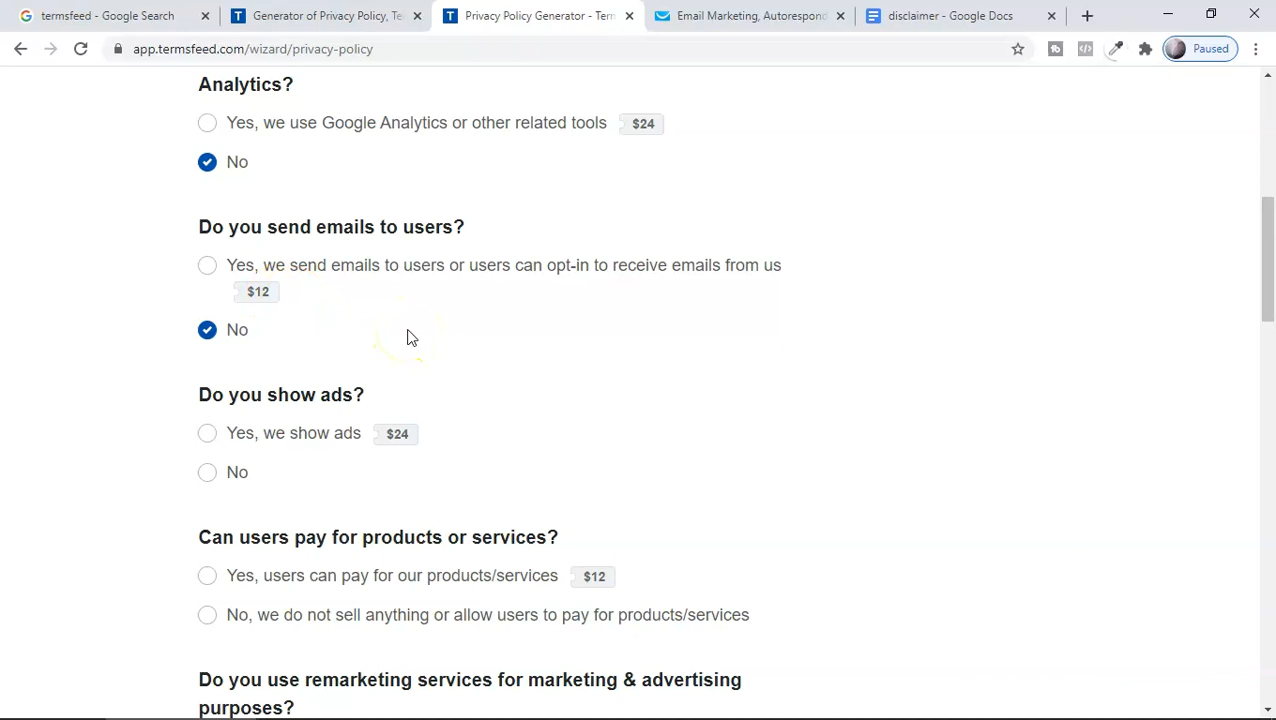 termsfeed - Google Search
Generator of Privacy Policy, Te
Privacy Policy Generator - Term
Email Marketing, Autorespond
disclaimer - Google Docs
app.termsfeed.com/wizard/privacy-policy
Paused
Analytics?
Yes, we use Google Analytics or other related tools $24
No
Do you send emails to users?
Yes, we send emails to users or users can opt-in to receive emails from us
$12
No
Do you show ads?
Yes, we show ads $24
No
Can users pay for products or services?
Yes, users can pay for our products/services $12
No, we do not sell anything or allow users to pay for products/services
Do you use remarketing services for marketing & advertising
purposes?